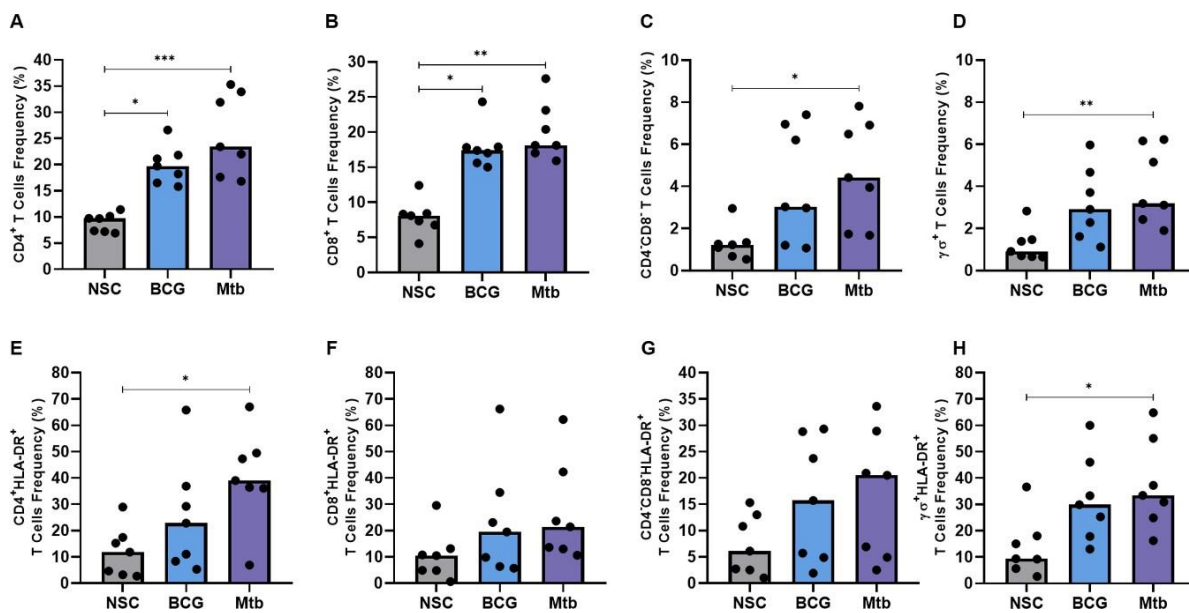 A
CD4⁺ T Cells Frequency (%)
40
35
30
25
20
15
10
5
0
***
*
NSC BCG Mtb
B
CD8⁺ T Cells Frequency (%)
30
25
20
15
10
5
0
**
*
NSC BCG Mtb
C
CD4⁻CD8⁻ T Cells Frequency (%)
10
8
6
4
2
0
*
NSC BCG Mtb
D
γσ⁺ T Cells Frequency (%)
10
8
6
4
2
0
**
NSC BCG Mtb
E
CD4⁺HLA-DR⁺
T Cells Frequency (%)
80
70
60
50
40
30
20
10
0
*
NSC BCG Mtb
F
CD8⁺HLA-DR⁺
T Cells Frequency (%)
80
70
60
50
40
30
20
10
0
NSC BCG Mtb
G
CD4⁻CD8⁻HLA-DR⁺
T Cells Frequency (%)
40
35
30
25
20
15
10
5
0
NSC BCG Mtb
H
γσ⁺HLA-DR⁺
T Cells Frequency (%)
80
70
60
50
40
30
20
10
0
*
NSC BCG Mtb